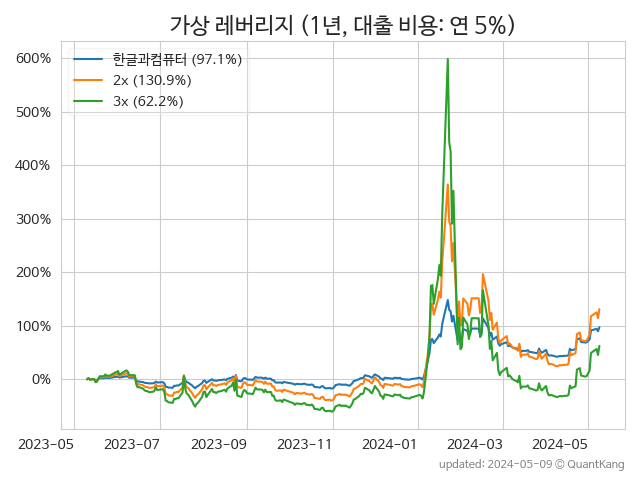 가상 레버리지 (1년, 대출 비용: 연 5%)
600%
500%
400%
300%
200%
100%
0%
한글과컴퓨터 (97.1%)
2x (130.9%)
3x (62.2%)
2023-05 2023-07 2023-09 2023-11 2024-01 2024-03 2024-05
updated: 2024-05-09 © QuantKang